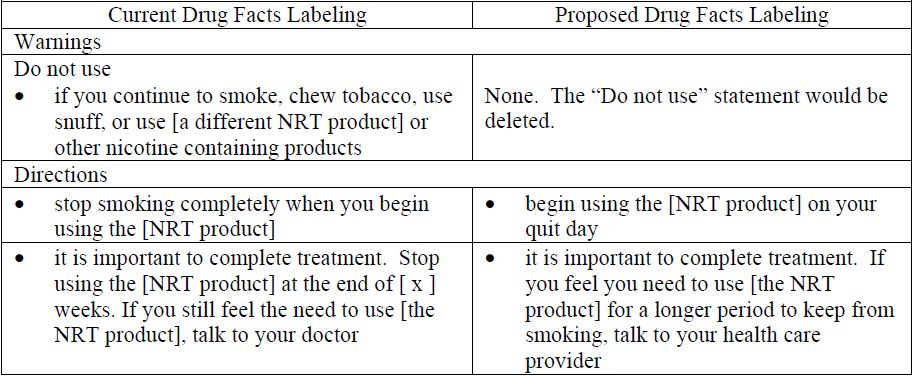 Current Drug Facts Labeling
Proposed Drug Facts Labeling
Warnings
Do not use
• if you continue to smoke, chew tobacco, use
snuff, or use [a different NRT product] or
other nicotine containing products
None.  The “Do not use” statement would be
deleted.
Directions
• stop smoking completely when you begin
using the [NRT product]
• begin using the [NRT product] on your
quit day
• it is important to complete treatment.  Stop
using the [NRT product] at the end of [ x ]
weeks. If you still feel the need to use [the
NRT product], talk to your doctor
• it is important to complete treatment.  If
you feel you need to use [the NRT
product] for a longer period to keep from
smoking, talk to your health care
provider